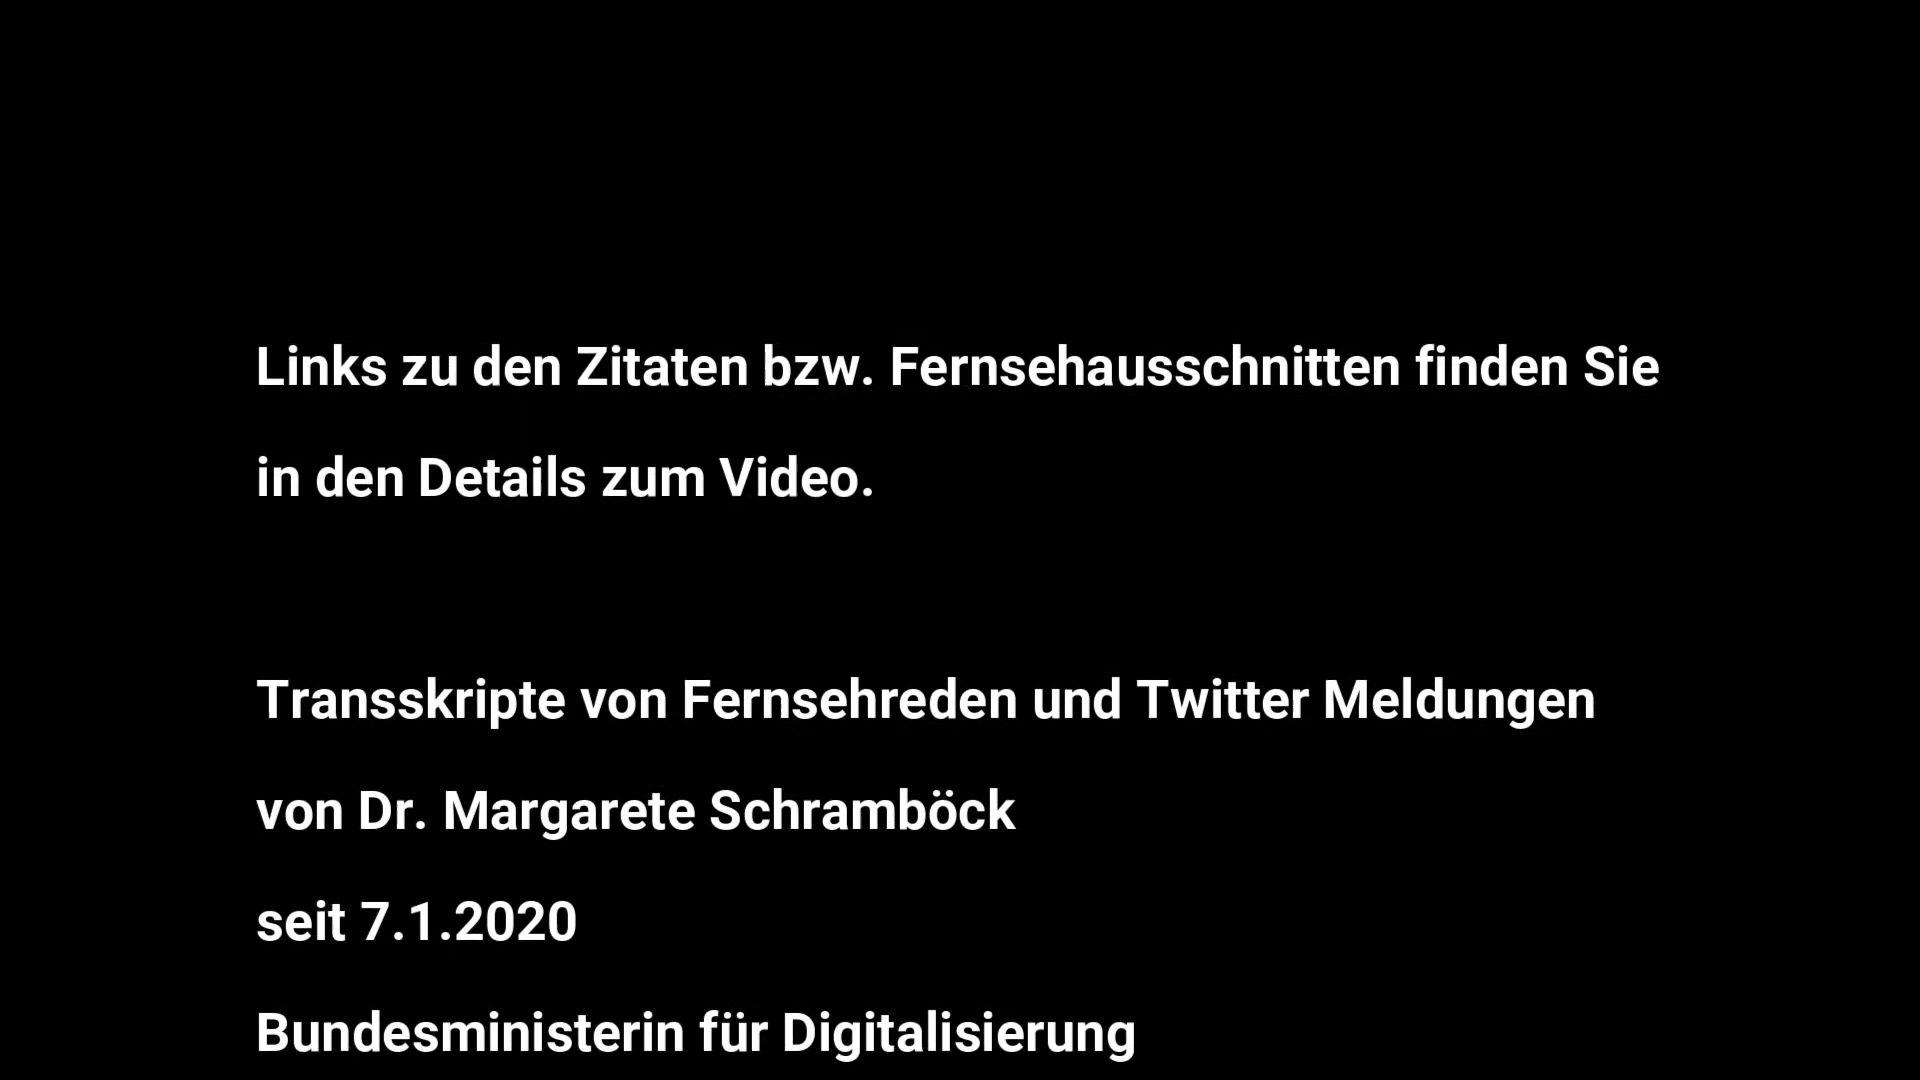 Links zu den Zitaten bzw. Fernsehausschnitten finden Sie
in den Details zum Video.
Transskripte von Fernsehreden und Twitter Meldungen
von Dr. Margarete Schramböck
seit 7.1.2020
Bundesministerin für Digitalisierung